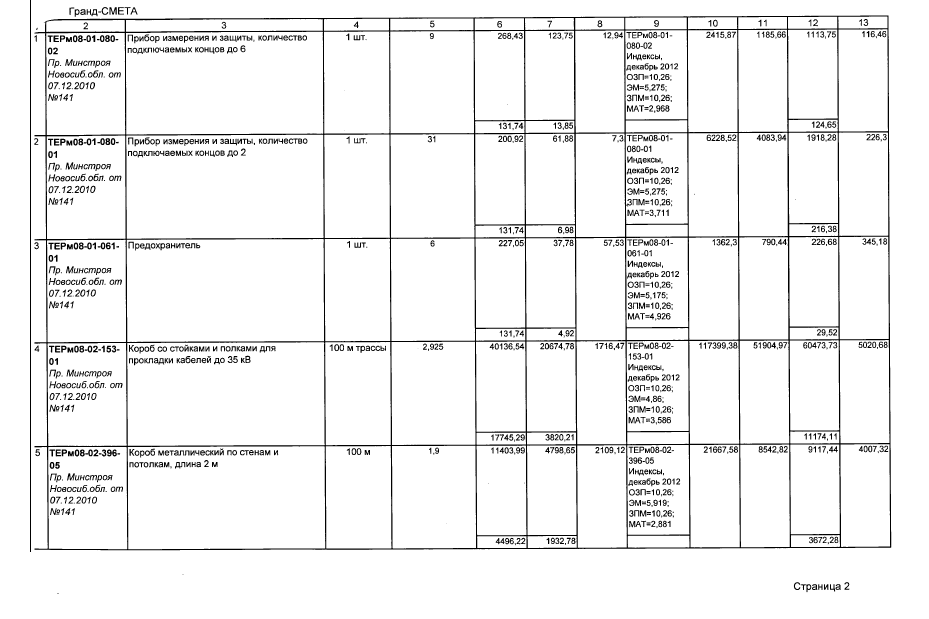 Гранд-СМЕТА
2 3 4 5 6 7 8 9 10 11 12 13
1 ТЕРм08-01-080- Прибор измерения и защиты, количество 1 шт. 9 268,43 123,75 12,94 ТЕРм08-01- 2415,87 1185,66 1113,75 116,46
02 подключаемых концов до 6 080-02
Пр. Минстроя Индексы,
Новосиб.обл. от декабрь 2012
07.12.2010 ОЗП=10,26;
№141 ЭМ=5,275;
ЗПМ=10,26;
МАТ=2,968
131,74 13,85 124,65
2 ТЕРм08-01-080- Прибор измерения и защиты, количество 1 шт. 31 200,92 61,88 7,3 ТЕРм08-01- 6228,52 4083,94 1918,28 226,3
01 подключаемых концов до 2 080-01
Пр. Минстроя Индексы,
Новосиб.обл. от декабрь 2012
07.12.2010 ОЗП=10,26;
№141 ЭМ=5,275;
ЗПМ=10,26;
МАТ=3,711
131,74 6,98 216,38
3 ТЕРм08-01-061- Предохранитель 1 шт. 6 227,05 37,78 57,53 ТЕРм08-01- 1362,3 790,44 226,68 345,18
01 061-01
Пр. Минстроя Индексы,
Новосиб.обл. от декабрь 2012
07.12.2010 ОЗП=10,26;
№141 ЭМ=5,175;
ЗПМ=10,26;
МАТ=4,926
131,74 4,92 29,52
4 ТЕРм08-02-153- Короб со стойками и полками для 100 м трассы 2,925 40136,54 20674,78 1716,47 ТЕРм08-02- 117399,38 51904,97 60473,73 5020,68
01 прокладки кабелей до 35 кВ 153-01
Пр. Минстроя Индексы,
Новосиб.обл. от декабрь 2012
07.12.2010 ОЗП=10,26;
№141 ЭМ=4,86;
ЗПМ=10,26;
МАТ=3,586
17745,29 3820,21 11174,11
5 ТЕРм08-02-396- Короб металлический по стенам и 100 м 1,9 11403,99 4798,65 2109,12 ТЕРм08-02- 21667,58 8542,82 9117,44 4007,32
05 потолкам, длина 2 м 396-05
Пр. Минстроя Индексы,
Новосиб.обл. от декабрь 2012
07.12.2010 ОЗП=10,26;
№141 ЭМ=5,919;
ЗПМ=10,26;
МАТ=2,881
4496,22 1932,78 3672,28
Страница 2